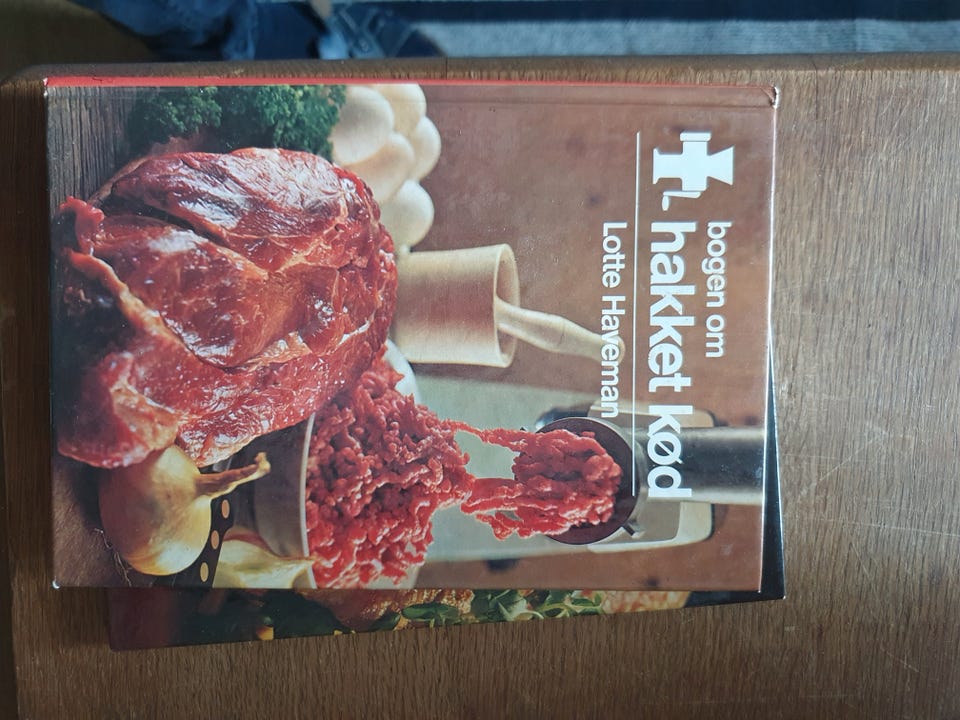 bogen om
hakket kød
Lotte Haveman